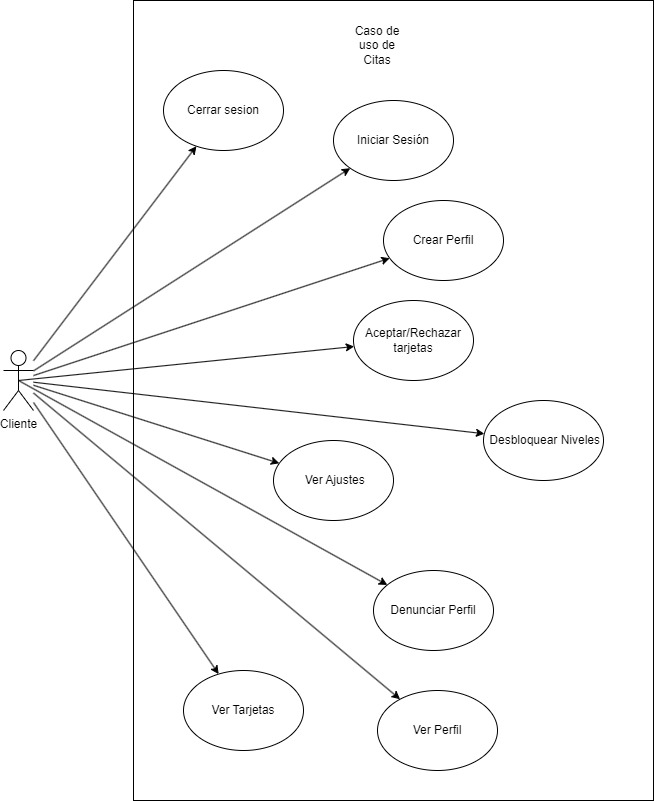 Caso de
uso de
Citas
Cerrar sesion
Iniciar Sesión
Crear Perfil
Aceptar/Rechazar
tarjetas
Cliente
Desbloquear Niveles
Ver Ajustes
Denunciar Perfil
Ver Tarjetas
Ver Perfil